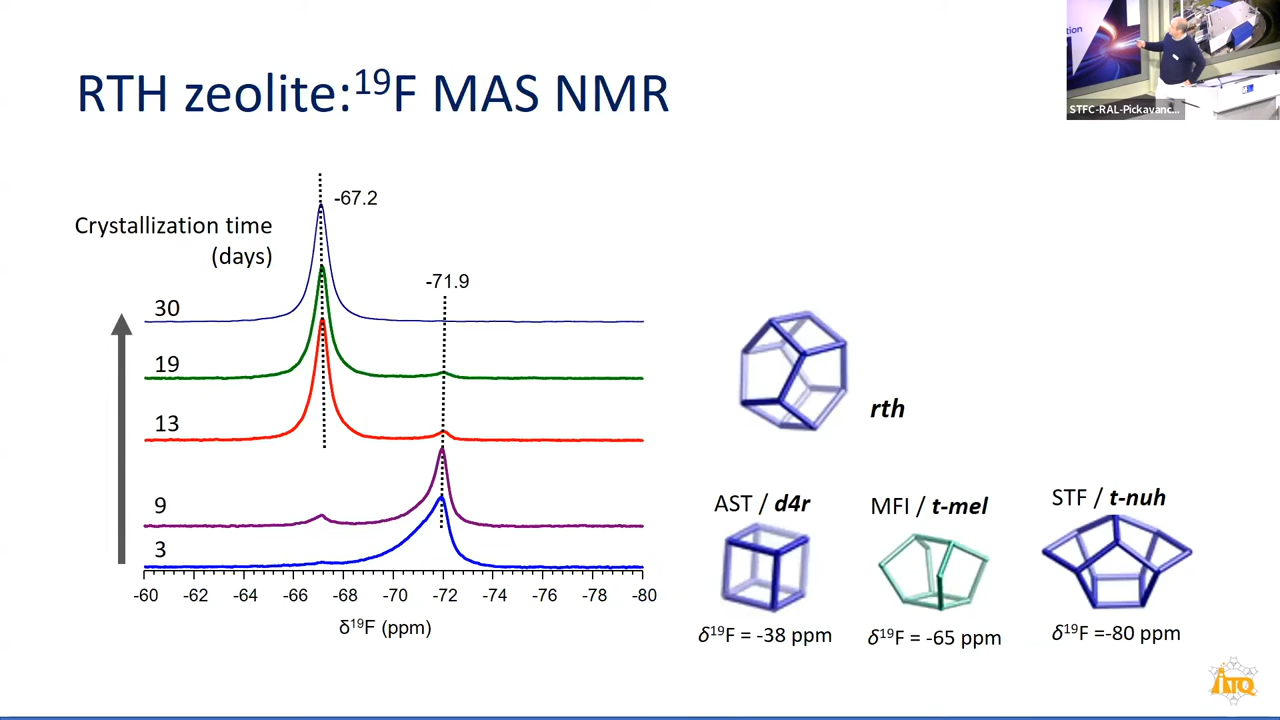 RTH zeolite:¹⁹F MAS NMR
tion
STFC-RAL-Pickavanc...
Crystallization time
(days)
-67.2
-71.9
30
19
13
9
3
-60 -62 -64 -66 -68 -70 -72 -74 -76 -78 -80
δ¹⁹F (ppm)
rth
AST / d4r
MFI / t-mel
STF / t-nuh
δ¹⁹F = -38 ppm
δ¹⁹F = -65 ppm
δ¹⁹F =-80 ppm
iTQ